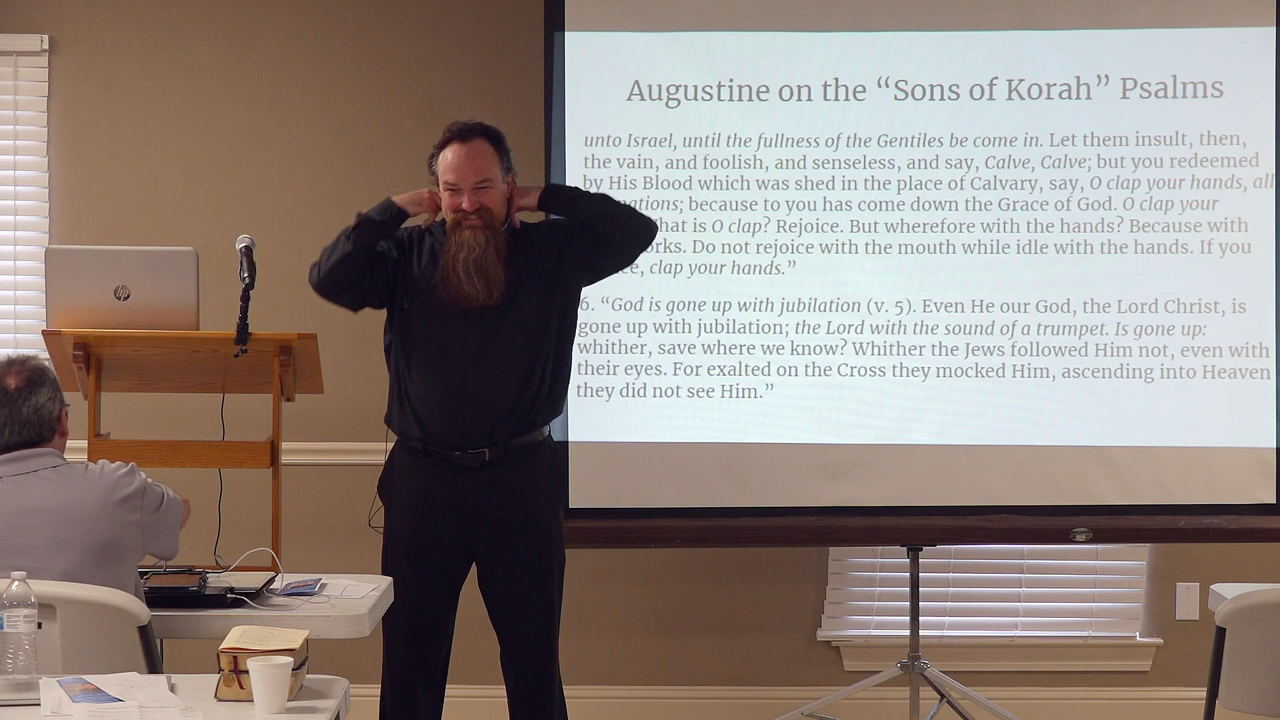 Augustine on the “Sons of Korah” Psalms
unto Israel, until the fullness of the Gentiles be come in. Let them insult, then,
the vain, and foolish, and senseless, and say, Calve, Calve; but you redeemed
by His Blood which was shed in the place of Calvary, say, O clap your hands, all
nations; because to you has come down the Grace of God. O clap your
hat is O clap? Rejoice. But wherefore with the hands? Because with
rks. Do not rejoice with the mouth while idle with the hands. If you
ce, clap your hands.”
6. “God is gone up with jubilation (v. 5). Even He our God, the Lord Christ, is
gone up with jubilation; the Lord with the sound of a trumpet. Is gone up:
whither, save where we know? Whither the Jews followed Him not, even with
their eyes. For exalted on the Cross they mocked Him, ascending into Heaven
they did not see Him.”
hp